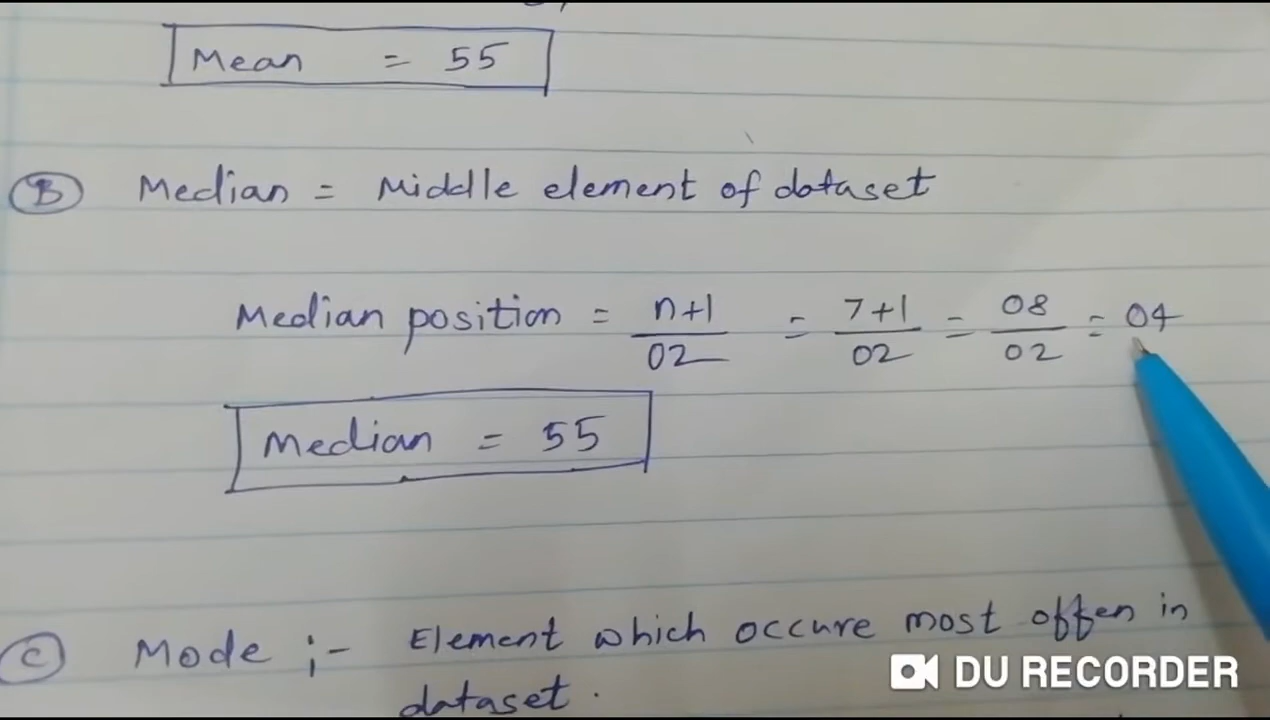 Mean = 55
B Median = Middle element of dataset
Median position = n+1/02 = 7+1/02 = 08/02 = 04
Median = 55
C Mode ;- Element which occure most offen in
dataset.
DU RECORDER